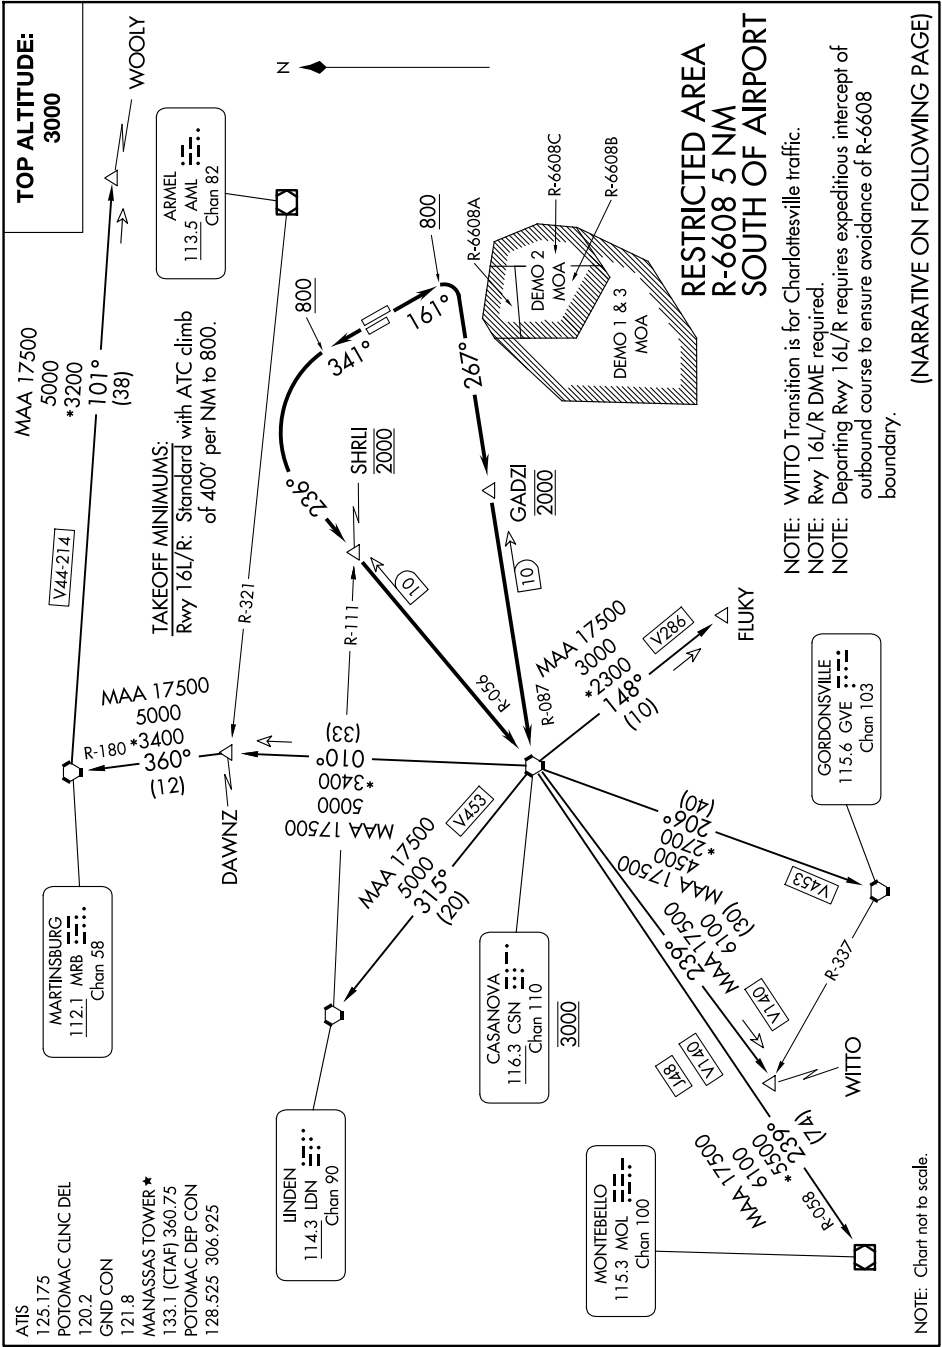 ATIS
125.175
POTOMAC CLNC DEL
120.2
GND CON
121.8
MANASSAS TOWER★
133.1 (CTAF) 360.75
POTOMAC DEP CON
128.525 306.925
TOP ALTITUDE:
3000
WOOLY
MAA 17500
5000
*3200
101°
(38)
V44-214
TAKEOFF MINIMUMS:
Rwy 16L/R: Standard with ATC climb
of 400' per NM to 800.
ARMEL
113.5 AML
Chan 82
N
R-321
MARTINSBURG
112.1 MRB
Chan 58
MAA 17500
5000
*3400
R-180
360°
(12)
DAWNZ
MAA 17500
5000
*3400
010°
(33)
R-111
800
341°
161°
800
236°
SHRLI
2000
10
R-056
267°
GADZI
2000
10
R-087
R-6608A
R-6608C
R-6608B
DEMO 2
MOA
DEMO 1 & 3
MOA
RESTRICTED AREA
R-6608 5 NM
SOUTH OF AIRPORT
LINDEN
114.3 LDN
Chan 90
MAA 17500
5000
315°
(20)
V453
CASANOVA
116.3 CSN
Chan 110
3000
MAA 17500
3000
*2300
148°
(10)
V286
FLUKY
GORDONSVILLE
115.6 GVE
Chan 103
MAA 17500
4500
*2700
206°
(40)
V453
R-337
239°
MAA 17500
6100
(30)
V140
WITTO
J48
V140
MAA 17500
6100
*5500
239°
(74)
R-058
MONTEBELLO
115.3 MOL
Chan 100
NOTE: WITTO Transition is for Charlottesville traffic.
NOTE: Rwy 16L/R DME required.
NOTE: Departing Rwy 16L/R requires expeditious intercept of
outbound course to ensure avoidance of R-6608
boundary.
NOTE: Chart not to scale.
(NARRATIVE ON FOLLOWING PAGE)